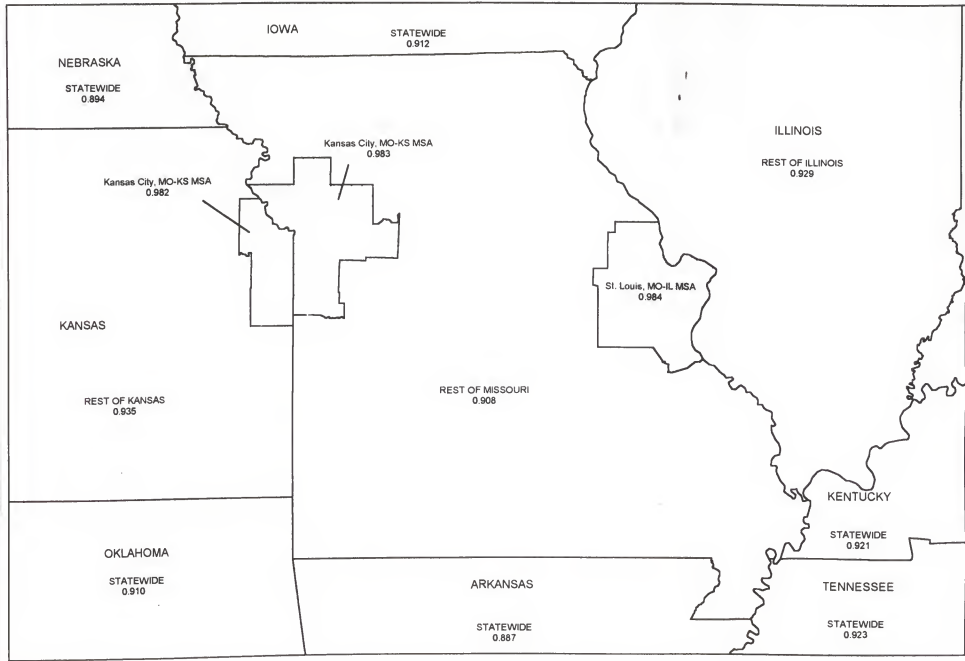 IOWA
STATEWIDE
0.912
NEBRASKA
STATEWIDE
0.894
ILLINOIS
REST OF ILLINOIS
0.929
Kansas City, MO-KS MSA
0.983
Kansas City, MO-KS MSA
0.982
St. Louis, MO-IL MSA
0.984
KANSAS
REST OF KANSAS
0.935
REST OF MISSOURI
0.908
KENTUCKY
STATEWIDE
0.921
OKLAHOMA
STATEWIDE
0.910
ARKANSAS
STATEWIDE
0.887
TENNESSEE
STATEWIDE
0.923